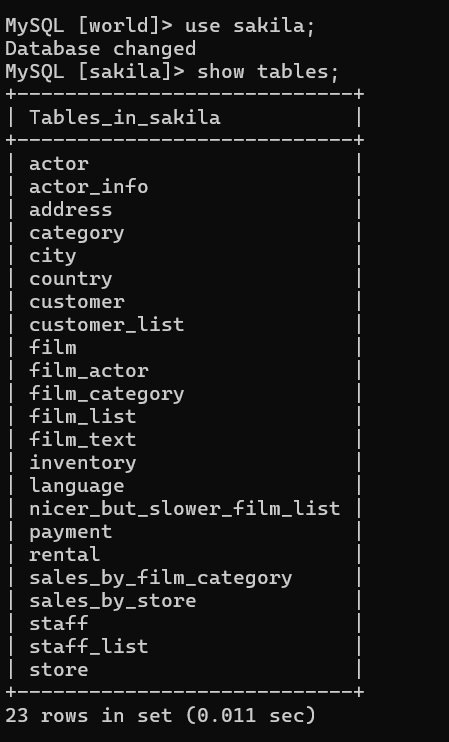 MySQL [world]> use sakila;
Database changed
MySQL [sakila]> show tables;
+----------------------------+
| Tables_in_sakila           |
+----------------------------+
| actor                      |
| actor_info                 |
| address                    |
| category                   |
| city                       |
| country                    |
| customer                   |
| customer_list              |
| film                       |
| film_actor                 |
| film_category              |
| film_list                  |
| film_text                  |
| inventory                  |
| language                   |
| nicer_but_slower_film_list |
| payment                    |
| rental                     |
| sales_by_film_category     |
| sales_by_store             |
| staff                      |
| staff_list                 |
| store                      |
+----------------------------+
23 rows in set (0.011 sec)